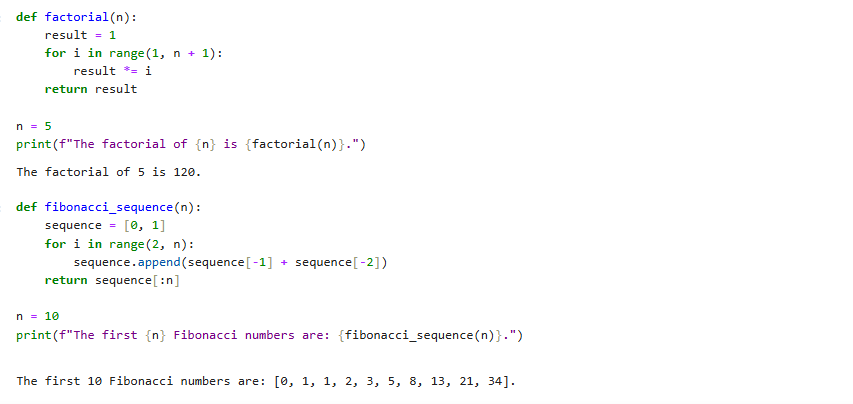 def factorial(n):
    result = 1
    for i in range(1, n + 1):
        result *= i
    return result

n = 5
print(f"The factorial of {n} is {factorial(n)}.")
The factorial of 5 is 120.

def fibonacci_sequence(n):
    sequence = [0, 1]
    for i in range(2, n):
        sequence.append(sequence[-1] + sequence[-2])
    return sequence[:n]

n = 10
print(f"The first {n} Fibonacci numbers are: {fibonacci_sequence(n)}.")

The first 10 Fibonacci numbers are: [0, 1, 1, 2, 3, 5, 8, 13, 21, 34].